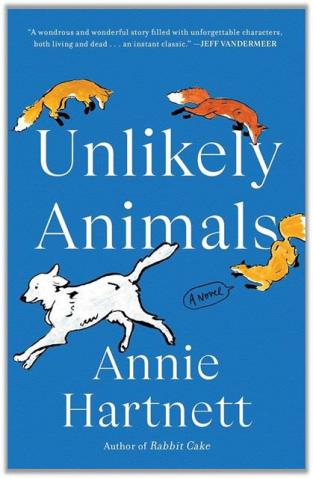 “A wondrous and wonderful story filled with unforgettable characters,
both living and dead . . . an instant classic.” —JEFF VANDERMEER
Unlikely
Animals
A Novel
Annie
Hartnett
Author of Rabbit Cake